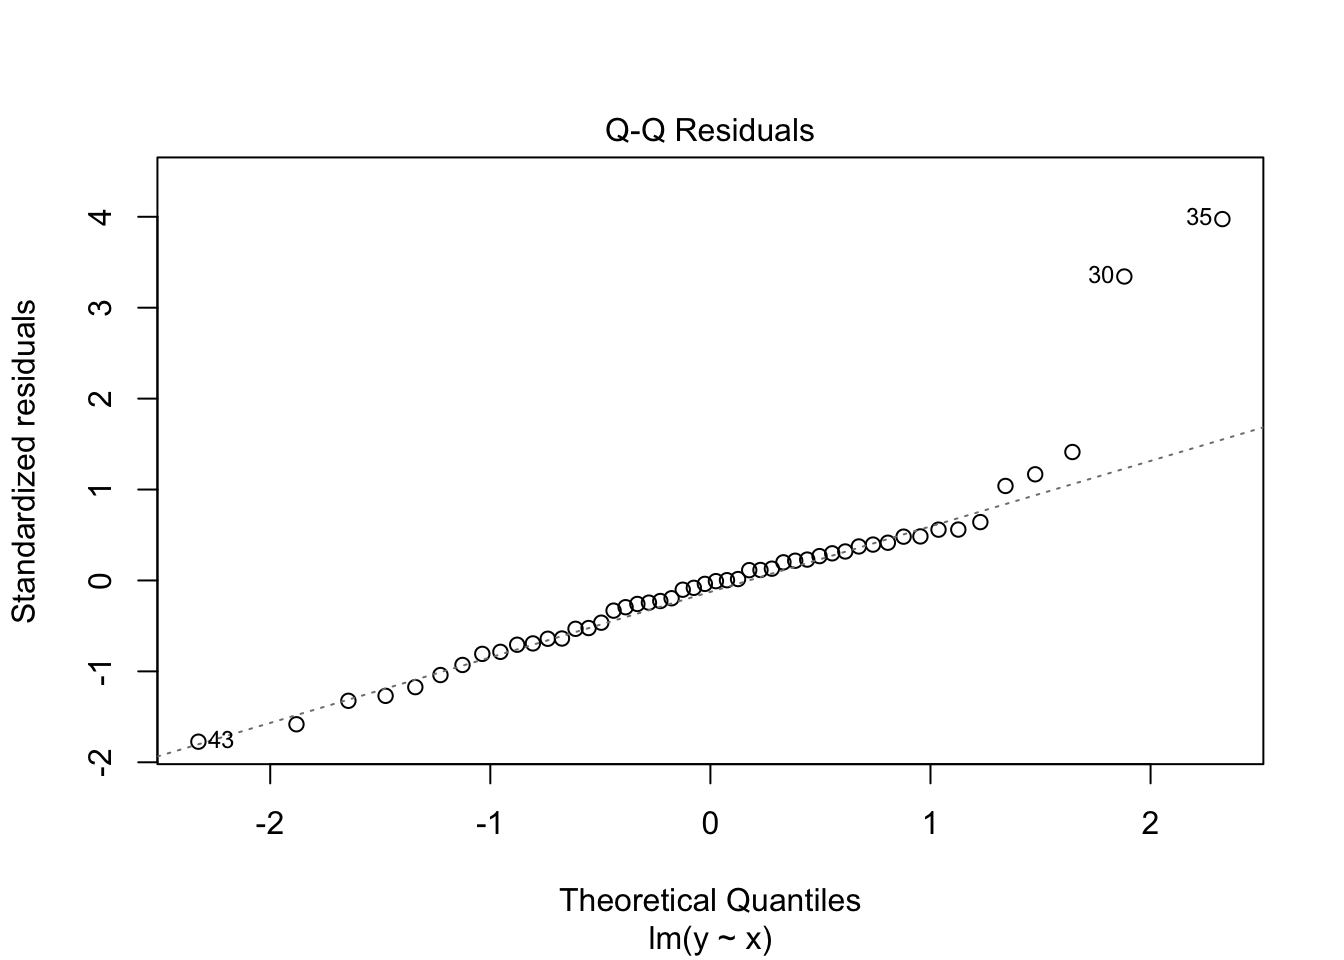 Q-Q Residuals
Standardized residuals
4
3
2
1
0
-1
-2
35
30
43
-2 -1 0 1 2
Theoretical Quantiles
lm(y ~ x)